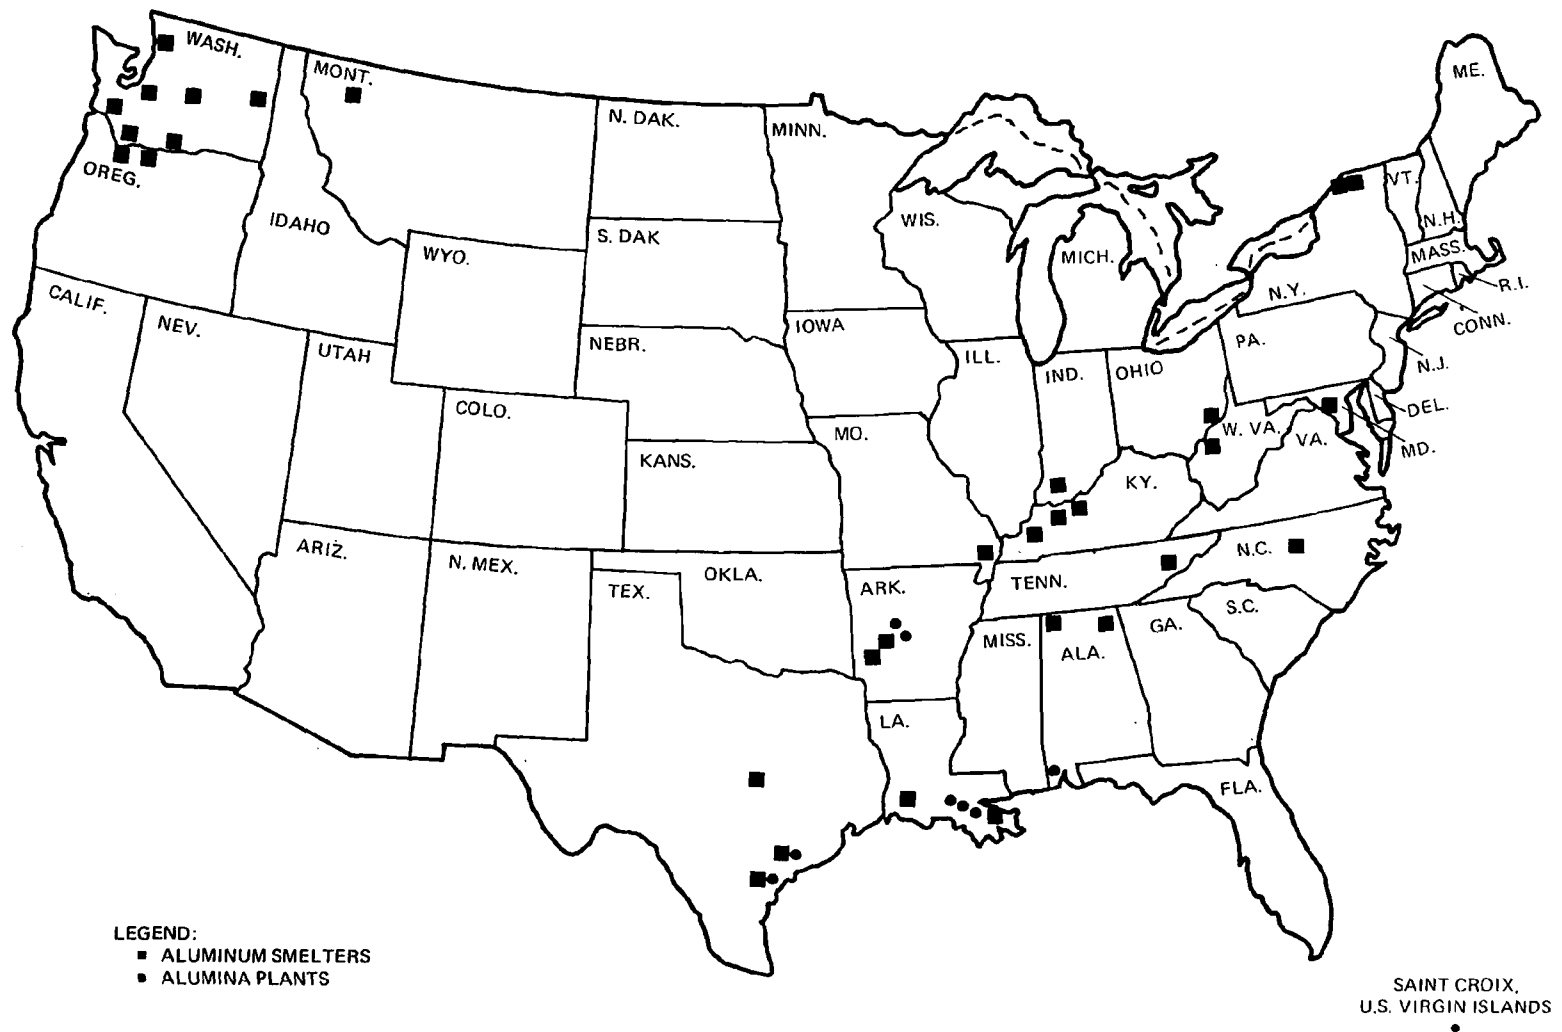 WASH.
MONT.
ME.
N. DAK.
MINN.
VT.
OREG.
IDAHO
WIS.
N.H.
S. DAK
MICH.
MASS.
WYO.
R.I.
CALIF.
N.Y.
NEV.
IOWA
CONN.
UTAH
NEBR.
ILL.
PA.
IND.
OHIO
N.J.
COLO.
DEL.
MO.
W. VA.
VA.
MD.
KANS.
KY.
ARIZ.
N. MEX.
OKLA.
N.C.
TEX.
ARK.
TENN.
S.C.
MISS.
GA.
ALA.
LA.
FLA.
LEGEND:
ALUMINUM SMELTERS
ALUMINA PLANTS
SAINT CROIX,
U.S. VIRGIN ISLANDS